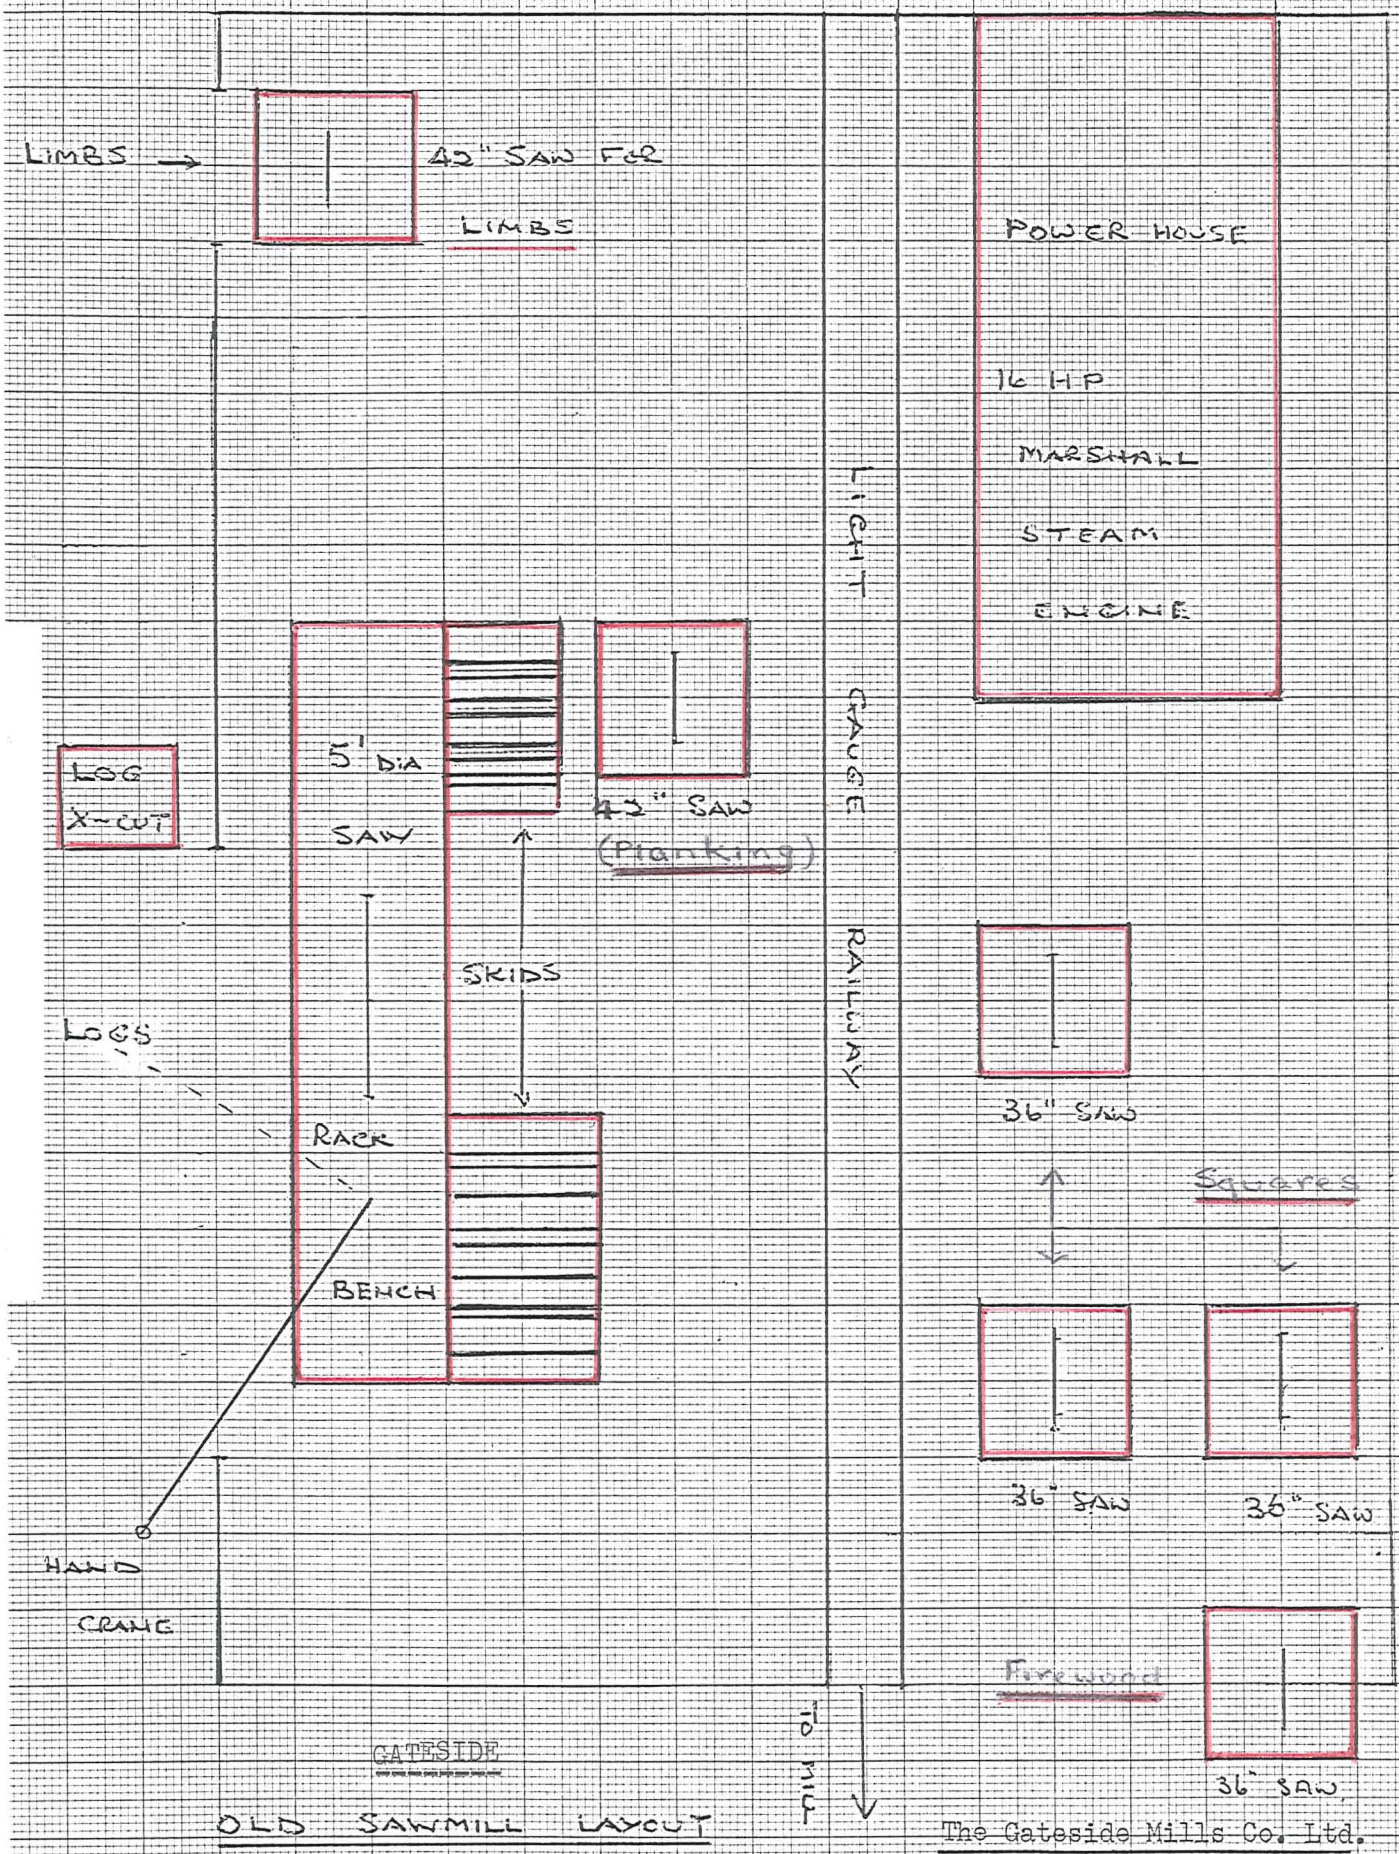 LIMBS
42" SAW FOR
LIMBS
POWER HOUSE
16 HP
MARSHALL
STEAM
ENGINE
LIGHT GAUGE RAILWAY
LOG
X-CUT
5' DIA
SAW
42" SAW
(Planking)
SKIDS
LOGS
RACK
BENCH
36" SAW
Squares
36" SAW
36" SAW
HAND
CRANE
Firewood
36" SAW
GATESIDE
OLD SAWMILL LAYOUT
The Gateside Mills Co. Ltd.